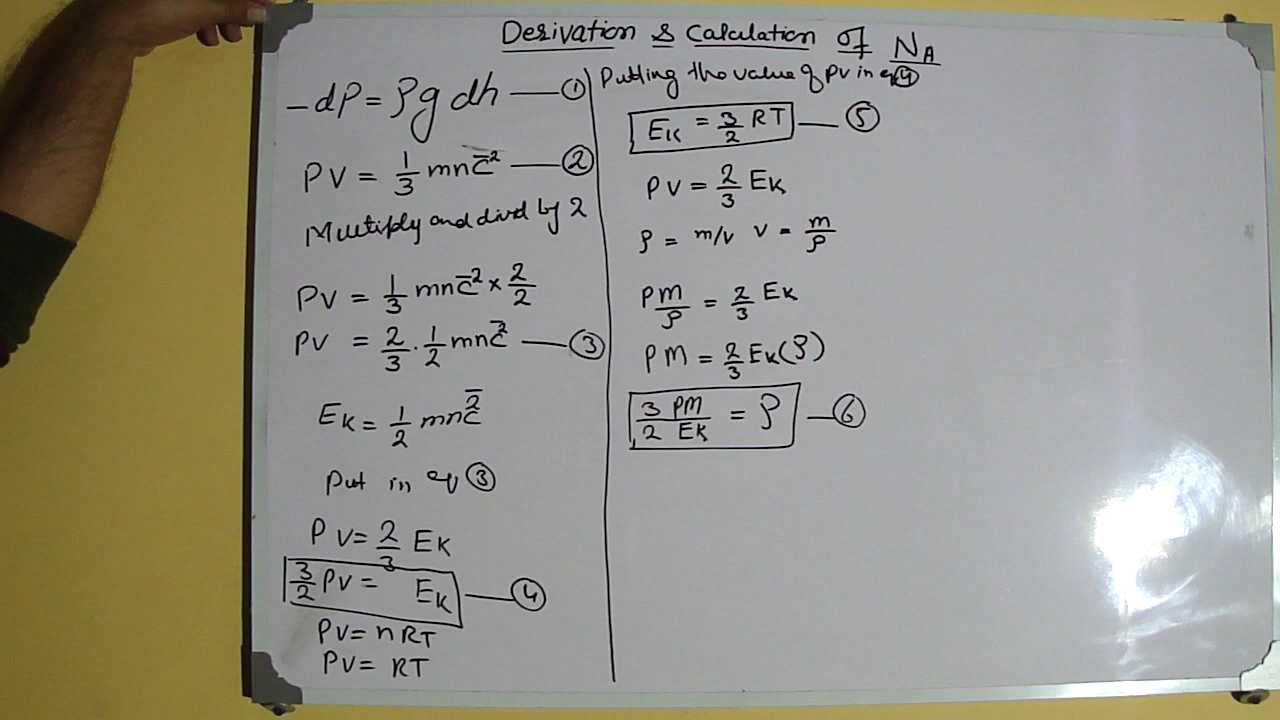 Derivation & Calculation of N_A
-dP = ρg dh — ①
PV = 1/3 mnc̄² — ②
Multiply and divid by 2
PV = 1/3 mnc̄² × 2/2
PV = 2/3 . 1/2 mnc̄² — ③
EK = 1/2 mnc̄²
Put in eq ③
PV = 2/3 EK
3/2 PV = EK — ④
PV = nRT
PV = RT
Putting the value of PV in eq ④
EK = 3/2 RT — ⑤
PV = 2/3 EK
ρ = m/v v = m/ρ
PM/ρ = 2/3 EK
PM = 2/3 EK(ρ)
3/2 PM/EK = ρ — ⑥